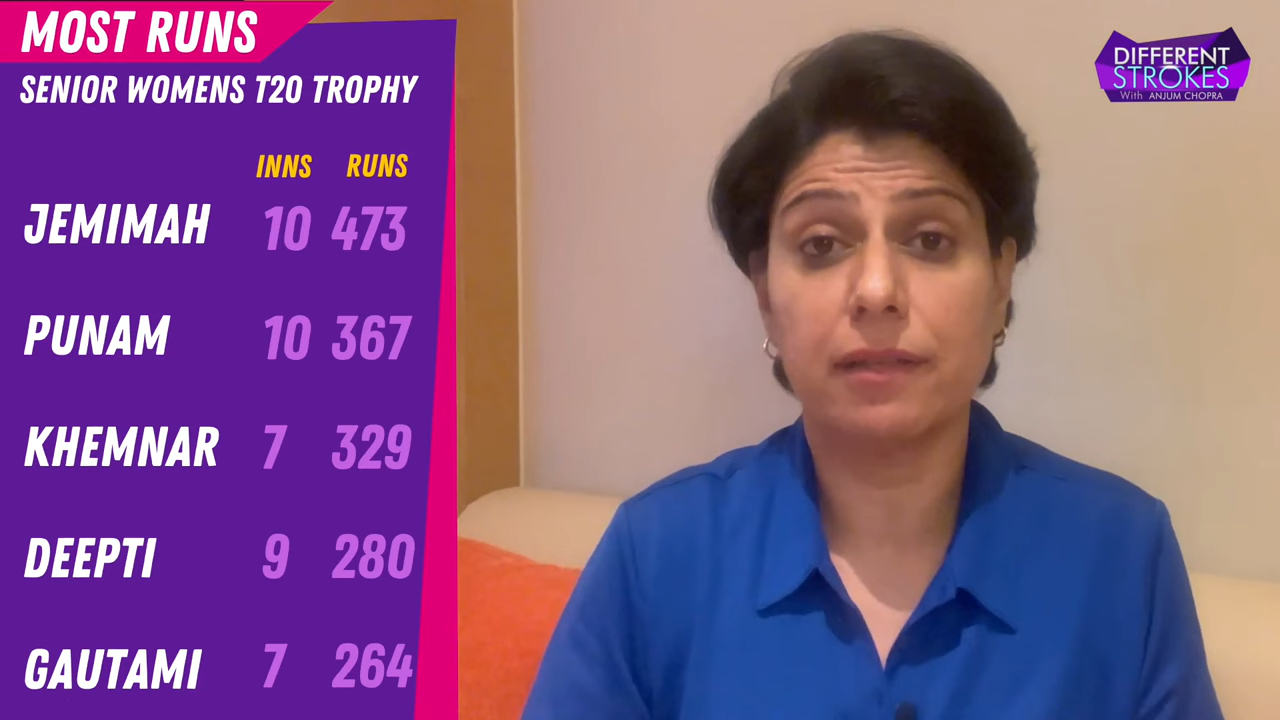 MOST RUNS
SENIOR WOMENS T20 TROPHY
INNS RUNS
JEMIMAH 10 473
PUNAM 10 367
KHEMNAR 7 329
DEEPTI 9 280
GAUTAMI 7 264
DIFFERENT
STROKES
With ANJUM CHOPRA